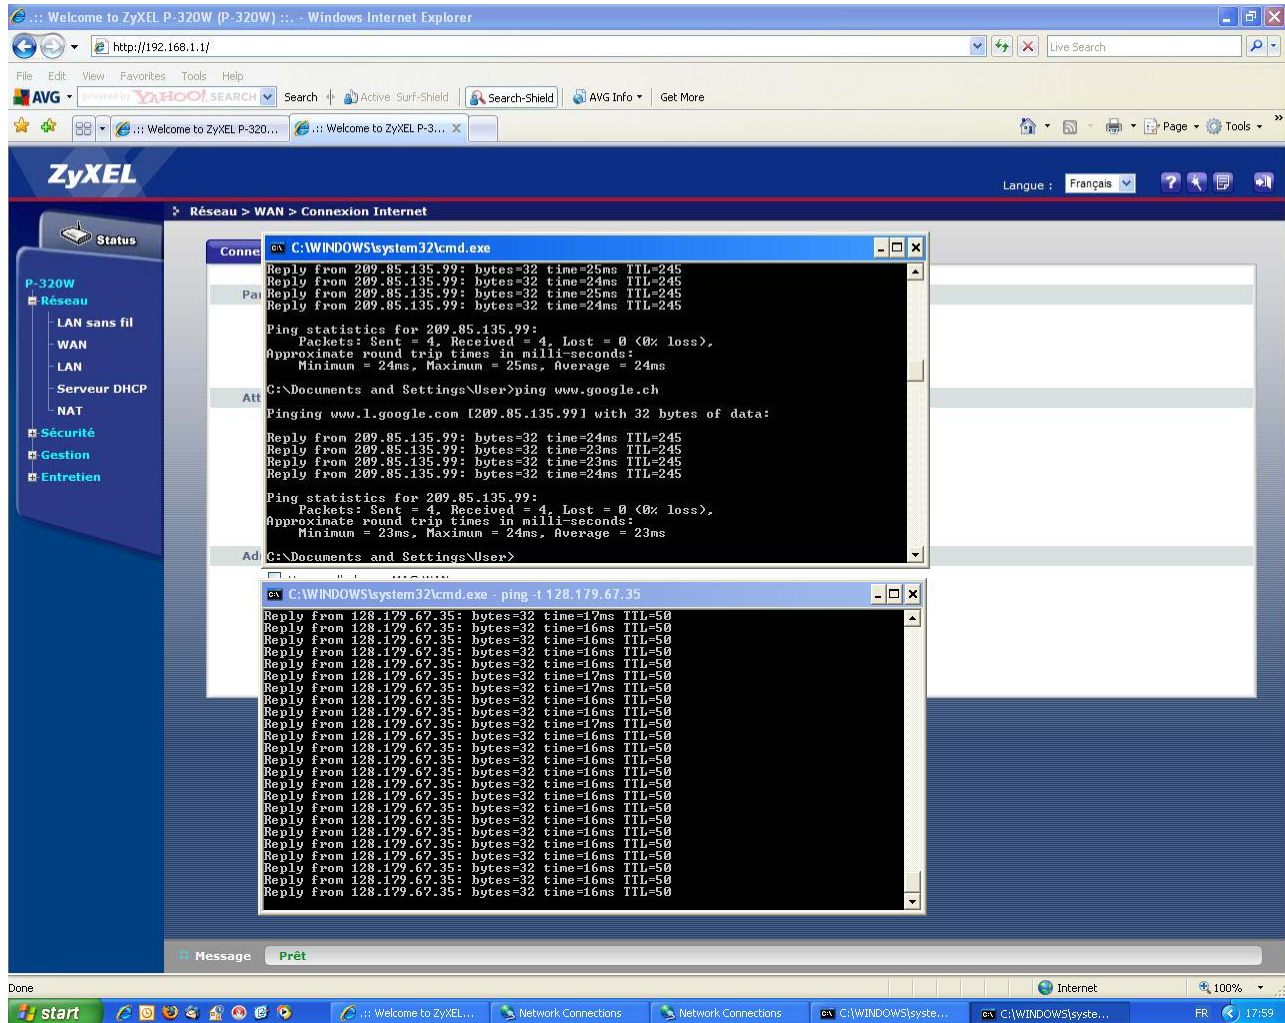 .:: Welcome to ZyXEL P-320W (P-320W) ::. - Windows Internet Explorer
http://192.168.1.1/
Live Search
File Edit View Favorites Tools Help
AVG powered by YAHOO! SEARCH Search Active Surf-Shield Search-Shield AVG Info Get More
.:: Welcome to ZyXEL P-320... .:: Welcome to ZyXEL P-3... X Page Tools »
ZyXEL
Langue : Français
Réseau > WAN > Connexion Internet
Status
P-320W
Réseau
LAN sans fil
WAN
LAN
Serveur DHCP
NAT
Sécurité
Gestion
Entretien
Conne
Par
Att
Ad
C:\WINDOWS\system32\cmd.exe
Reply from 209.85.135.99: bytes=32 time=25ms TTL=245
Reply from 209.85.135.99: bytes=32 time=24ms TTL=245
Reply from 209.85.135.99: bytes=32 time=25ms TTL=245
Reply from 209.85.135.99: bytes=32 time=24ms TTL=245
Ping statistics for 209.85.135.99:
Packets: Sent = 4, Received = 4, Lost = 0 (0% loss),
Approximate round trip times in milli-seconds:
Minimum = 24ms, Maximum = 25ms, Average = 24ms
C:\Documents and Settings\User>ping www.google.ch
Pinging www.l.google.com [209.85.135.99] with 32 bytes of data:
Reply from 209.85.135.99: bytes=32 time=24ms TTL=245
Reply from 209.85.135.99: bytes=32 time=23ms TTL=245
Reply from 209.85.135.99: bytes=32 time=23ms TTL=245
Reply from 209.85.135.99: bytes=32 time=24ms TTL=245
Ping statistics for 209.85.135.99:
Packets: Sent = 4, Received = 4, Lost = 0 (0% loss),
Approximate round trip times in milli-seconds:
Minimum = 23ms, Maximum = 24ms, Average = 23ms
C:\Documents and Settings\User>
C:\WINDOWS\system32\cmd.exe - ping -t 128.179.67.35
Reply from 128.179.67.35: bytes=32 time=17ms TTL=50
Reply from 128.179.67.35: bytes=32 time=16ms TTL=50
Reply from 128.179.67.35: bytes=32 time=16ms TTL=50
Reply from 128.179.67.35: bytes=32 time=16ms TTL=50
Reply from 128.179.67.35: bytes=32 time=16ms TTL=50
Reply from 128.179.67.35: bytes=32 time=17ms TTL=50
Reply from 128.179.67.35: bytes=32 time=17ms TTL=50
Reply from 128.179.67.35: bytes=32 time=16ms TTL=50
Reply from 128.179.67.35: bytes=32 time=16ms TTL=50
Reply from 128.179.67.35: bytes=32 time=17ms TTL=50
Reply from 128.179.67.35: bytes=32 time=16ms TTL=50
Reply from 128.179.67.35: bytes=32 time=16ms TTL=50
Reply from 128.179.67.35: bytes=32 time=16ms TTL=50
Reply from 128.179.67.35: bytes=32 time=16ms TTL=50
Reply from 128.179.67.35: bytes=32 time=16ms TTL=50
Reply from 128.179.67.35: bytes=32 time=16ms TTL=50
Reply from 128.179.67.35: bytes=32 time=16ms TTL=50
Reply from 128.179.67.35: bytes=32 time=16ms TTL=50
Reply from 128.179.67.35: bytes=32 time=16ms TTL=50
Reply from 128.179.67.35: bytes=32 time=16ms TTL=50
Reply from 128.179.67.35: bytes=32 time=16ms TTL=50
Reply from 128.179.67.35: bytes=32 time=16ms TTL=50
Reply from 128.179.67.35: bytes=32 time=16ms TTL=50
Reply from 128.179.67.35: bytes=32 time=16ms TTL=50
Message Prêt
Done Internet 100%
start .:: Welcome to ZyXEL... Network Connections Network Connections C:\WINDOWS\syste... C:\WINDOWS\syste... FR 17:59